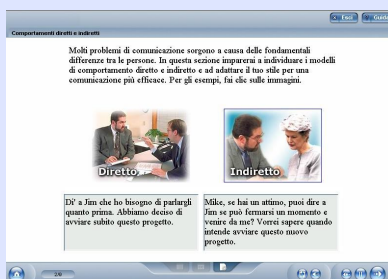 Esci Guida
Comportamenti diretti e indiretti
Molti problemi di comunicazione sorgono a causa delle fondamentali
differenze tra le persone. In questa sezione imparerai a individuare i modelli
di comportamento diretto e indiretto e ad adattare il tuo stile per una
comunicazione più efficace. Per gli esempi, fai clic sulle immagini.
Diretto
Indiretto
Di' a Jim che ho bisogno di parlargli
quanto prima. Abbiamo deciso di
avviare subito questo progetto.
Mike, se hai un attimo, puoi dire a
Jim se può fermarsi un momento e
venire da me? Vorrei sapere quando
intende avviare questo nuovo
progetto.